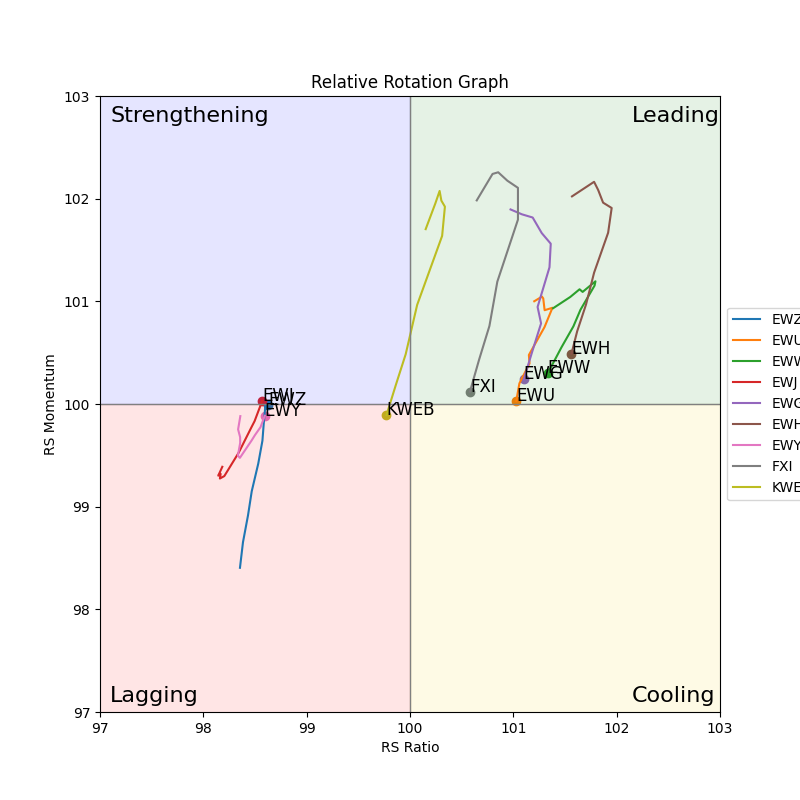 Relative Rotation Graph
Strengthening
Leading
Lagging
Cooling
EWZ
EWU
EWW
EWJ
EWG
EWH
EWY
FXI
KWEB
RS Momentum
103
102
101
100
99
98
97
97
98
99
100
101
102
103
RS Ratio
EWZ
EWU
EWW
EWJ
EWG
EWH
EWY
FXI
KWE